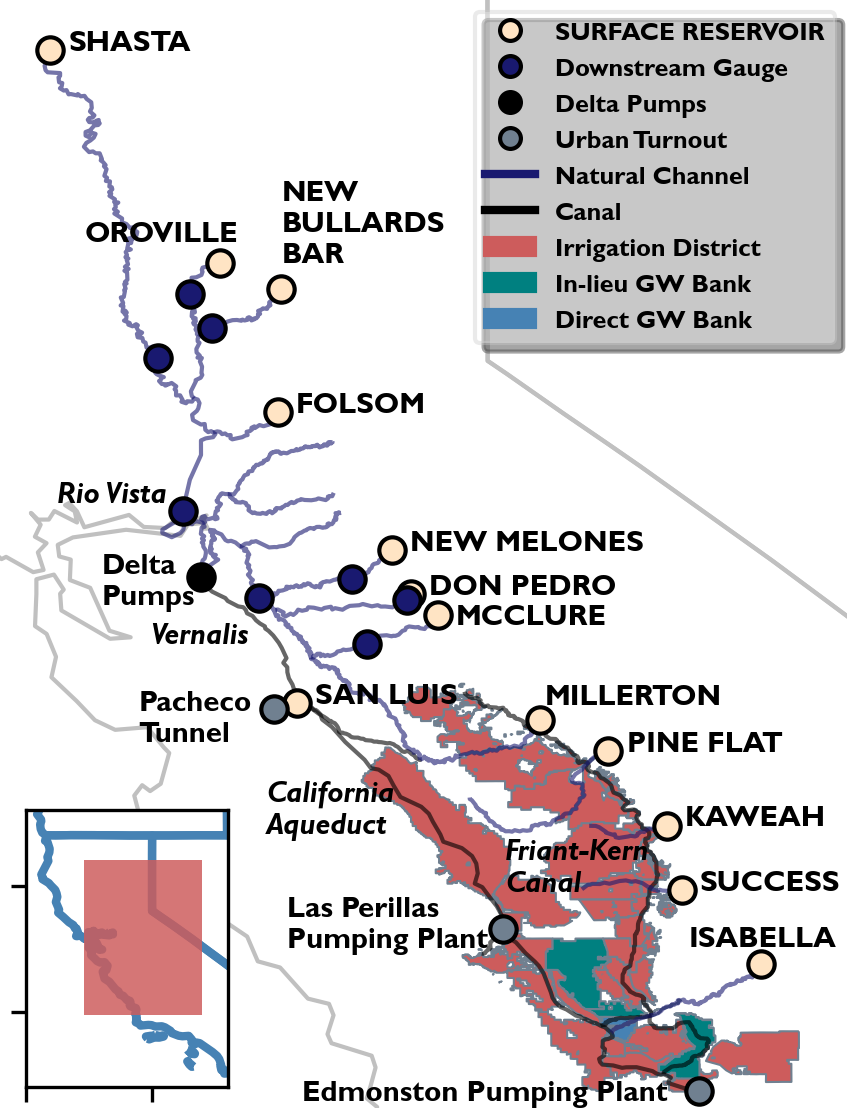 SHASTA
SURFACE RESERVOIR
Downstream Gauge
Delta Pumps
Urban Turnout
Natural Channel
Canal
Irrigation District
In-lieu GW Bank
Direct GW Bank
NEW
BULLARDS
BAR
OROVILLE
FOLSOM
Rio Vista
NEW MELONES
Delta
Pumps
DON PEDRO
MCCLURE
Vernalis
SAN LUIS
MILLERTON
Pacheco
Tunnel
PINE FLAT
California
Aqueduct
KAWEAH
Friant-Kern
Canal
SUCCESS
Las Perillas
Pumping Plant
ISABELLA
Edmonston Pumping Plant